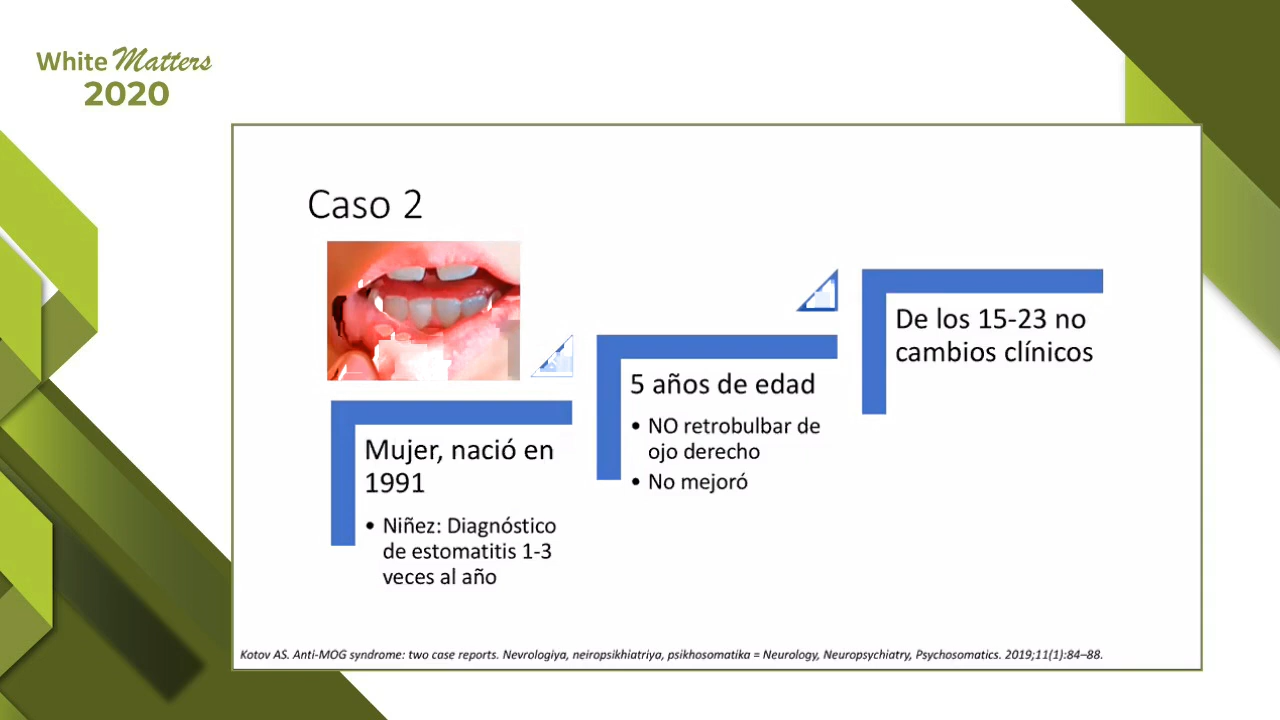 White Matters
2020
Caso 2
Mujer, nació en
1991
• Niñez: Diagnóstico
de estomatitis 1-3
veces al año
5 años de edad
• NO retrobulbar de
ojo derecho
• No mejoró
De los 15-23 no
cambios clínicos
Kotov AS. Anti-MOG syndrome: two case reports. Nevrologiya, neiropsikhiatriya, psikhosomatika = Neurology, Neuropsychiatry, Psychosomatics. 2019;11(1):84–88.